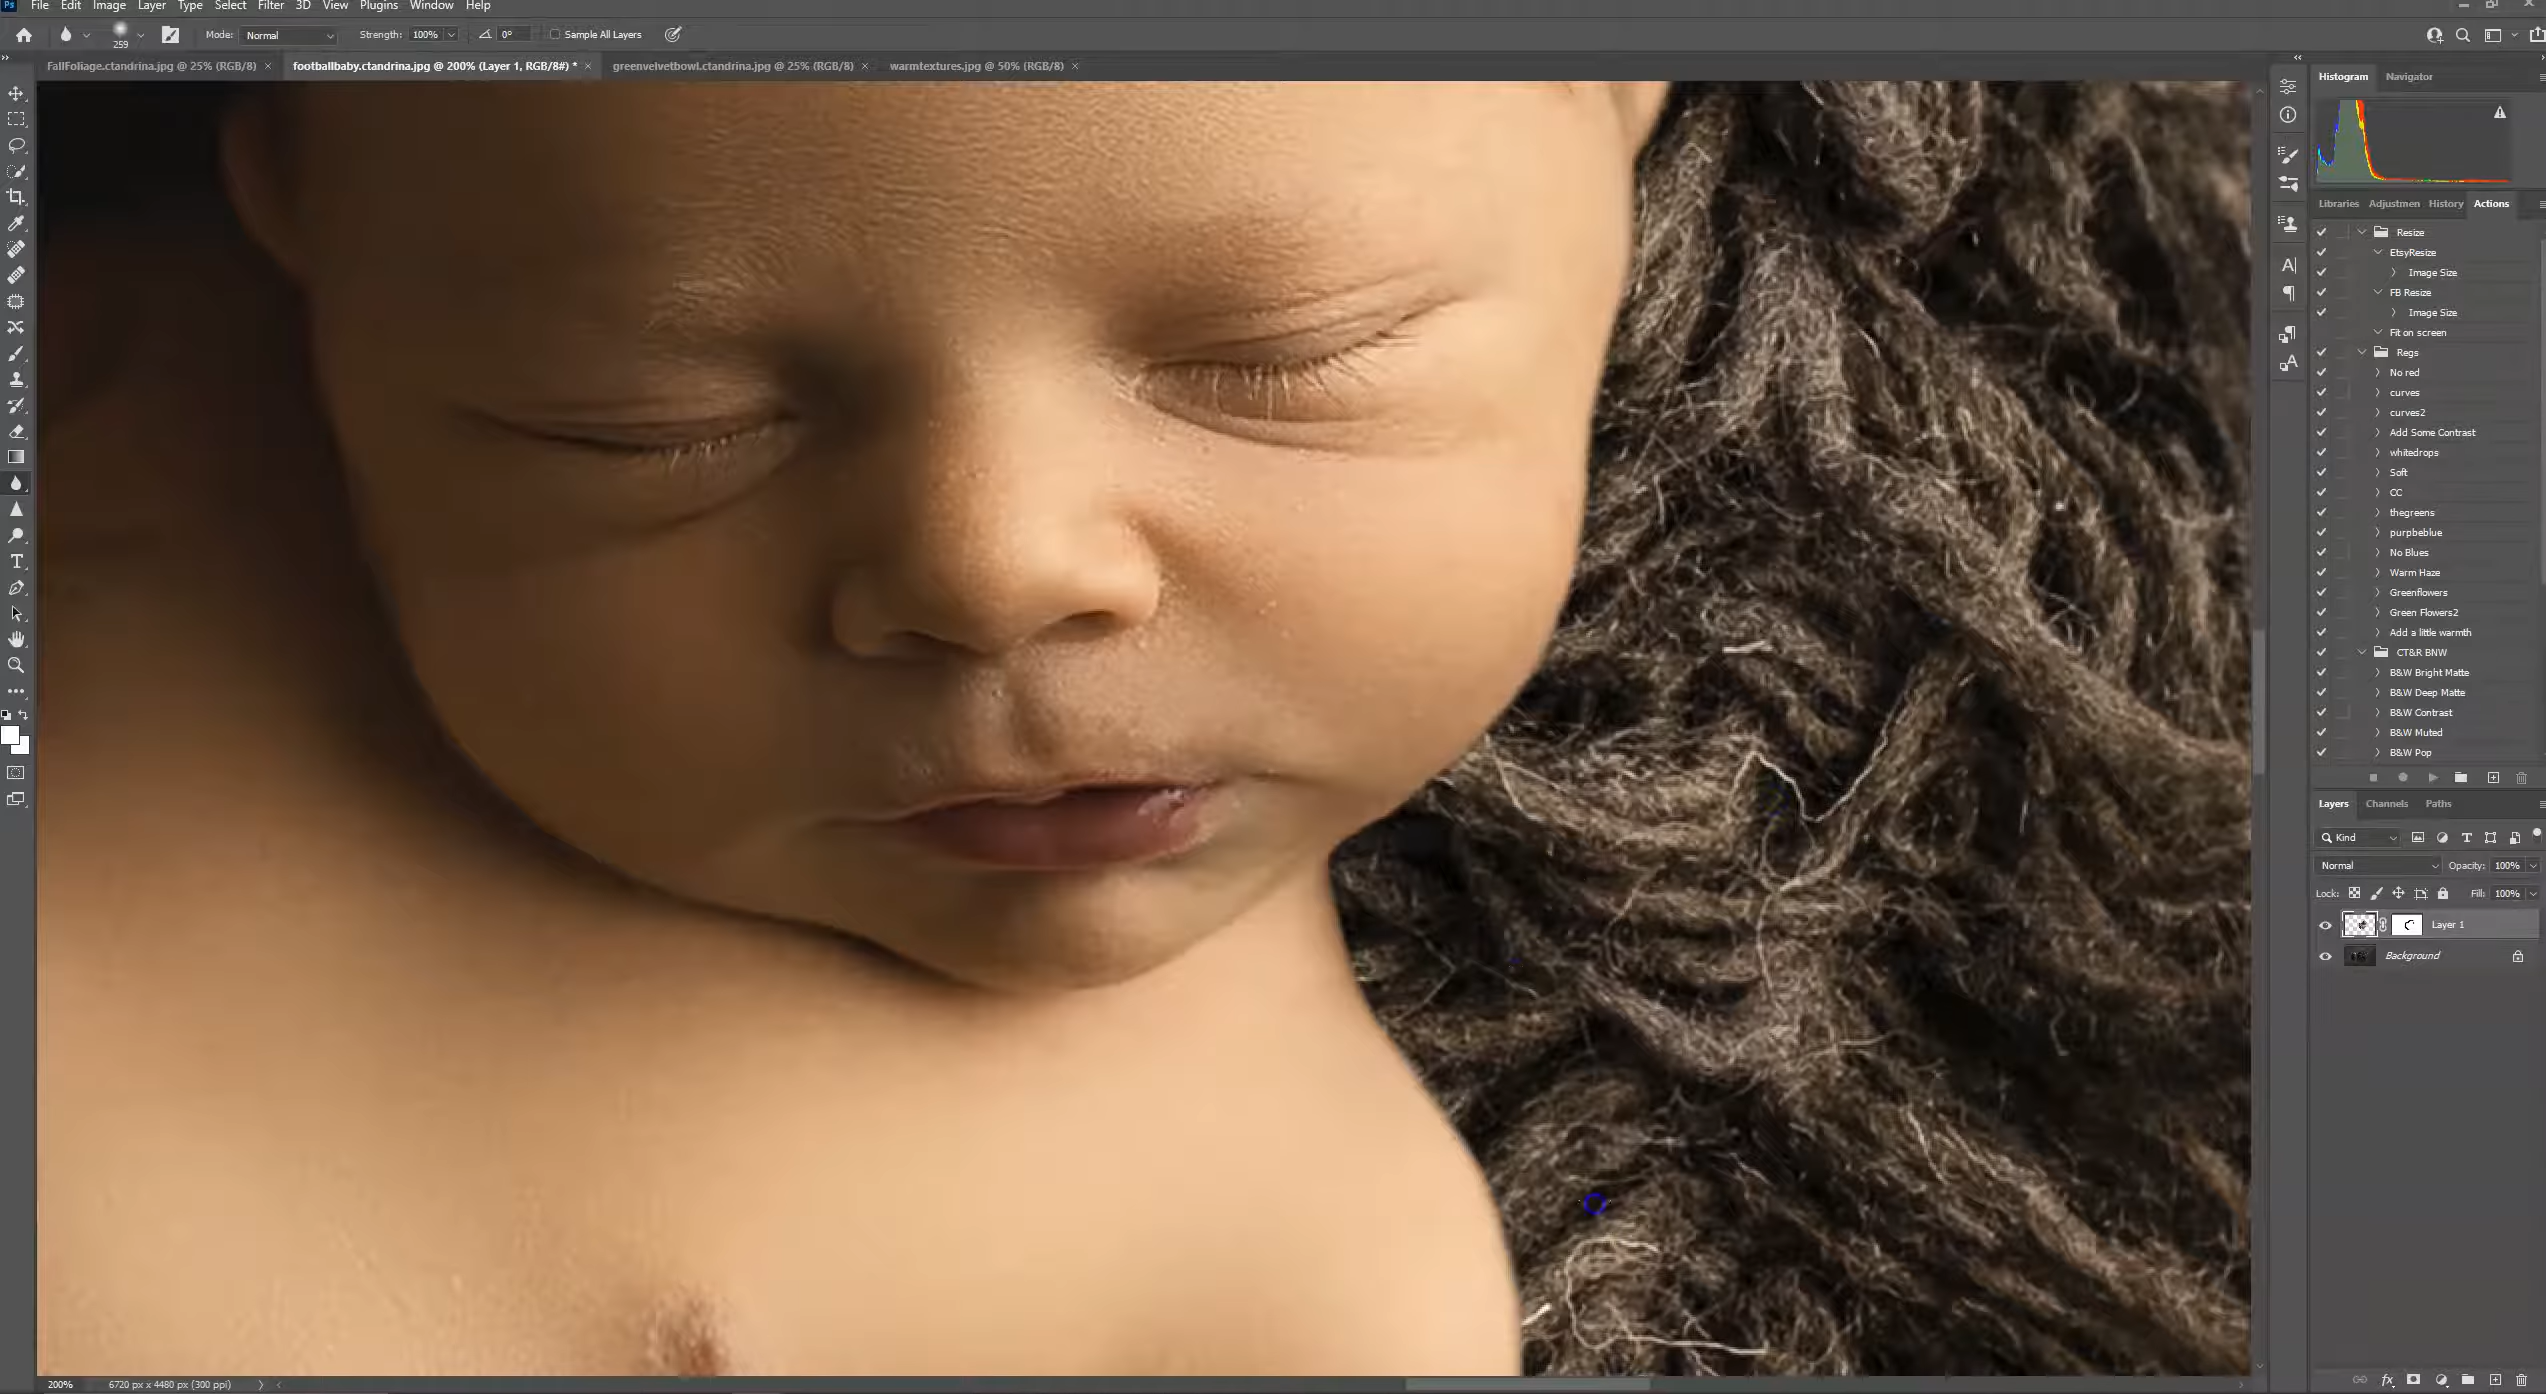 Ps File Edit Image Layer Type Select Filter 3D View Plugins Window Help
259 Mode: Normal Strength: 100% 0° Sample All Layers
FallFoliage.ctandrina.jpg @ 25% (RGB/8) × footballbaby.ctandrina.jpg @ 200% (Layer 1, RGB/8#) * × greenvelvetbowl.ctandrina.jpg @ 25% (RGB/8) × warmtextures.jpg @ 50% (RGB/8) ×
Histogram Navigator
Libraries Adjustmen History Actions
Resize
EtsyResize
Image Size
FB Resize
Image Size
Fit on screen
Regs
No red
curves
curves2
Add Some Contrast
whitedrops
Soft
CC
thegreens
purpbeblue
No Blues
Warm Haze
Greenflowers
Green Flowers2
Add a little warmth
CT&R BNW
B&W Bright Matte
B&W Deep Matte
B&W Contrast
B&W Muted
B&W Pop
Layers Channels Paths
Kind
Normal Opacity: 100%
Lock: Fill: 100%
Layer 1
Background
200% 6720 px x 4480 px (300 ppi)